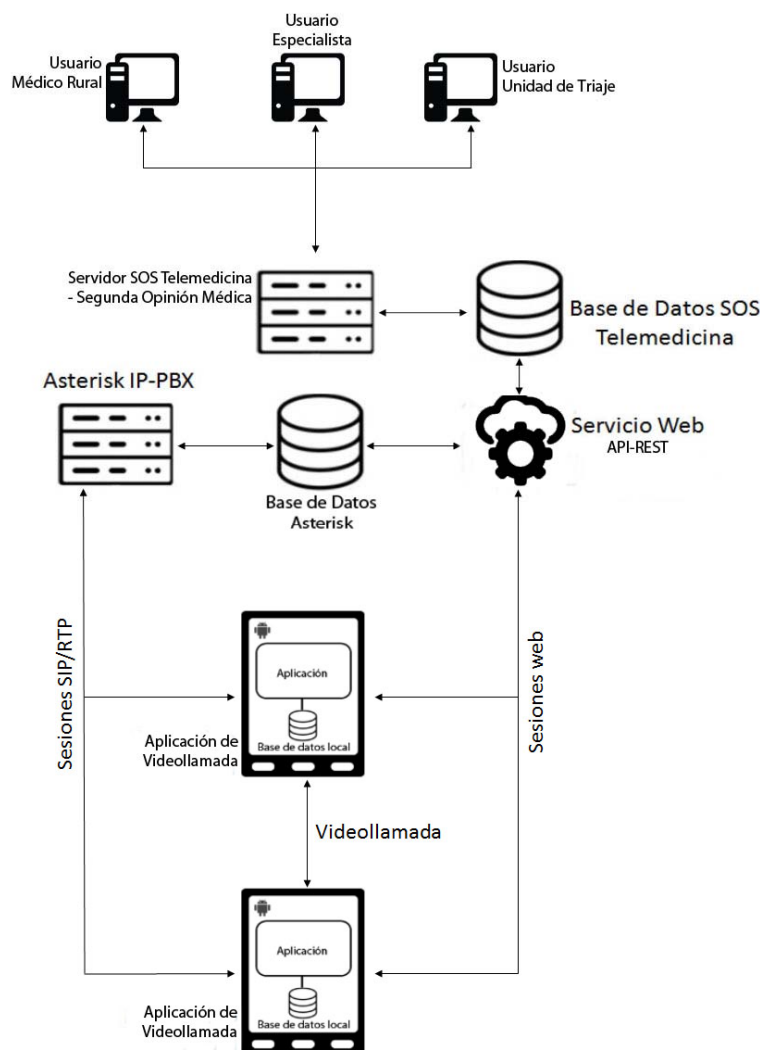 Usuario
Especialista
Usuario
Médico Rural
Usuario
Unidad de Triaje
Servidor SOS Telemedicina
- Segunda Opinión Médica
Base de Datos SOS
Telemedicina
Asterisk IP-PBX
Servicio Web
API-REST
Base de Datos
Asterisk
Sesiones SIP/RTP
Sesiones web
Aplicación
Base de datos local
Aplicación de
Videollamada
Videollamada
Aplicación
Base de datos local
Aplicación de
Videollamada